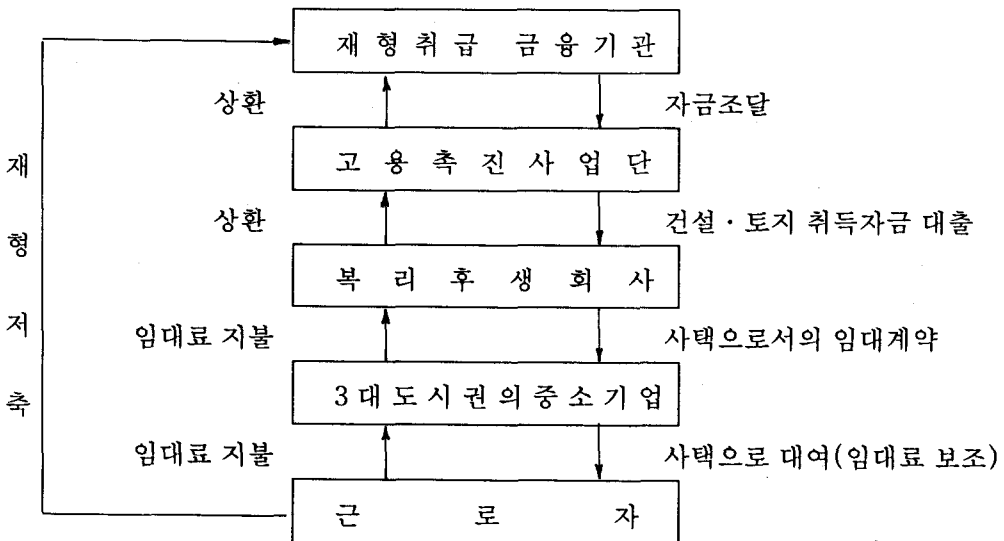 재형취급 금융기관
상환 자금조달
고용촉진사업단
상환 건설·토지 취득자금 대출
복리후생회사
임대료 지불 사택으로서의 임대계약
3대도시권의중소기업
임대료 지불 사택으로 대여(임대료 보조)
근로자
재형저축